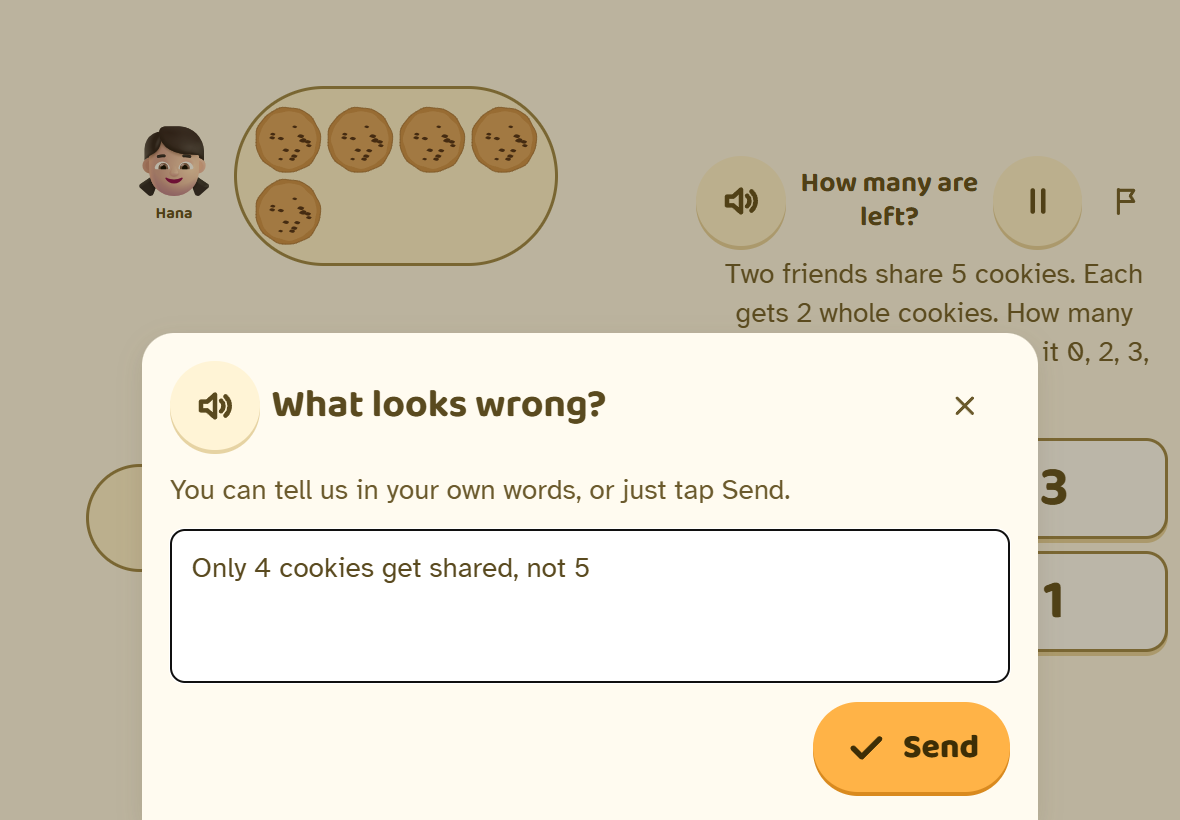 Hana
How many are
left?
Two friends share 5 cookies. Each
gets 2 whole cookies. How many
it 0, 2, 3,
3
1
What looks wrong?
You can tell us in your own words, or just tap Send.
Only 4 cookies get shared, not 5
Send